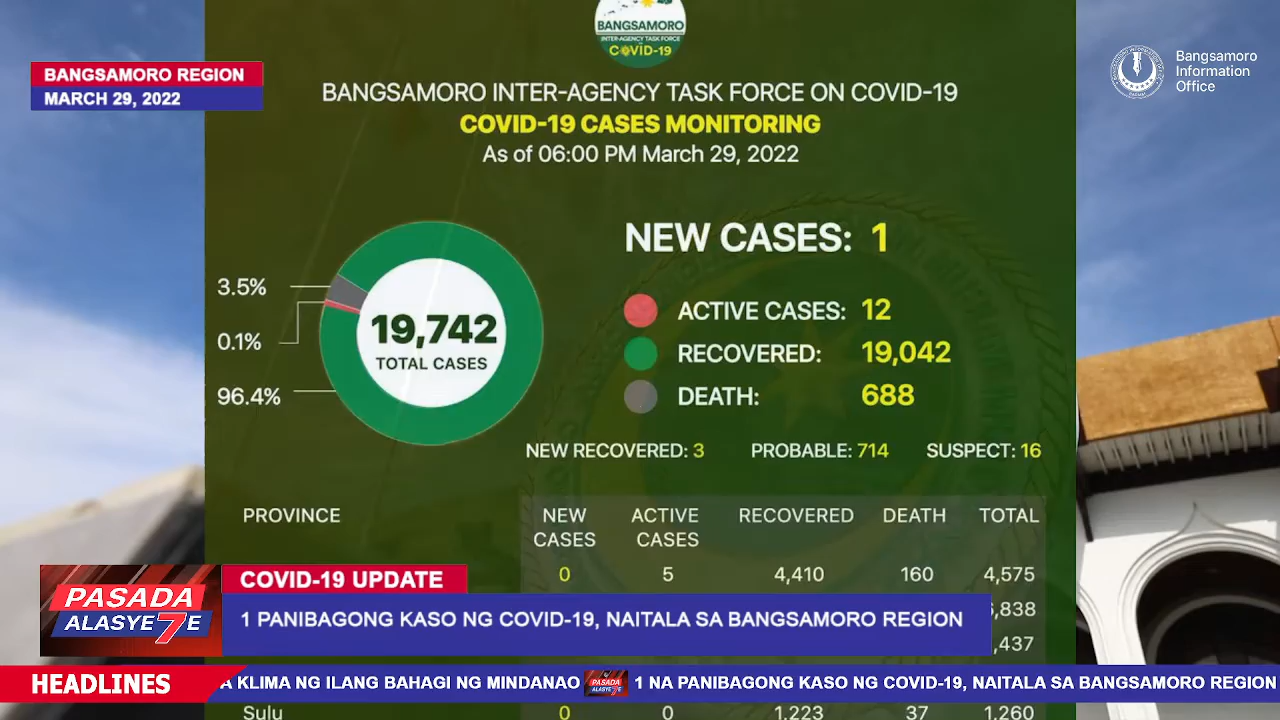 BANGSAMORO
INTER-AGENCY TASK FORCE
COVID-19
BANGSAMORO REGION
MARCH 29, 2022
Bangsamoro
Information
Office
BANGSAMORO INTER-AGENCY TASK FORCE ON COVID-19
COVID-19 CASES MONITORING
As of 06:00 PM March 29, 2022
3.5%
0.1%
96.4%
19,742
TOTAL CASES
NEW CASES: 1
ACTIVE CASES: 12
RECOVERED: 19,042
DEATH: 688
NEW RECOVERED: 3 PROBABLE: 714 SUSPECT: 16
PROVINCE NEW CASES ACTIVE CASES RECOVERED DEATH TOTAL
0 5 4,410 160 4,575
,838
,437
PASADA
ALASYE7E
COVID-19 UPDATE
1 PANIBAGONG KASO NG COVID-19, NAITALA SA BANGSAMORO REGION
HEADLINES
A KLIMA NG ILANG BAHAGI NG MINDANAO PASADA ALASYE7E 1 NA PANIBAGONG KASO NG COVID-19, NAITALA SA BANGSAMORO REGION
Sulu 0 0 1,223 37 1,260